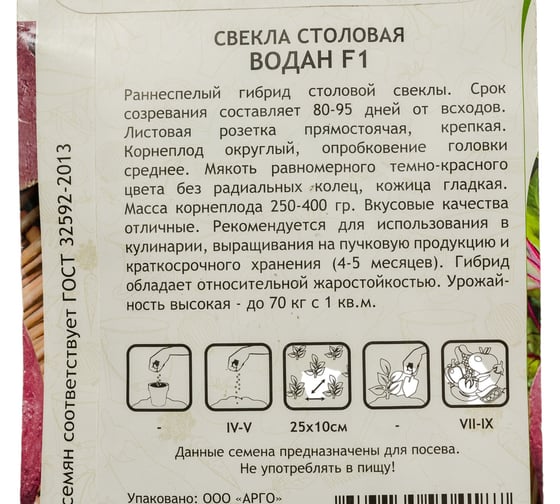 СВЕКЛА СТОЛОВАЯ
ВОДАН F1
Раннеспелый гибрид столовой свеклы. Срок
созревания составляет 80-95 дней от всходов.
Листовая розетка прямостоячая, крепкая.
Корнеплод округлый, опробковение головки
среднее. Мякоть равномерного темно-красного
цвета без радиальных колец, кожица гладкая.
Масса корнеплода 250-400 гр. Вкусовые качества
отличные. Рекомендуется для использования в
кулинарии, выращивания на пучковую продукцию и
краткосрочного хранения (4-5 месяцев). Гибрид
обладает относительной жаростойкостью. Урожай-
ность высокая - до 70 кг с 1 кв.м.
- IV-V 25х10см - VII-IX
Данные семена предназначены для посева.
Не употреблять в пищу!
Упаковано: ООО "АРГО"
семян соответствует ГОСТ 32592-2013